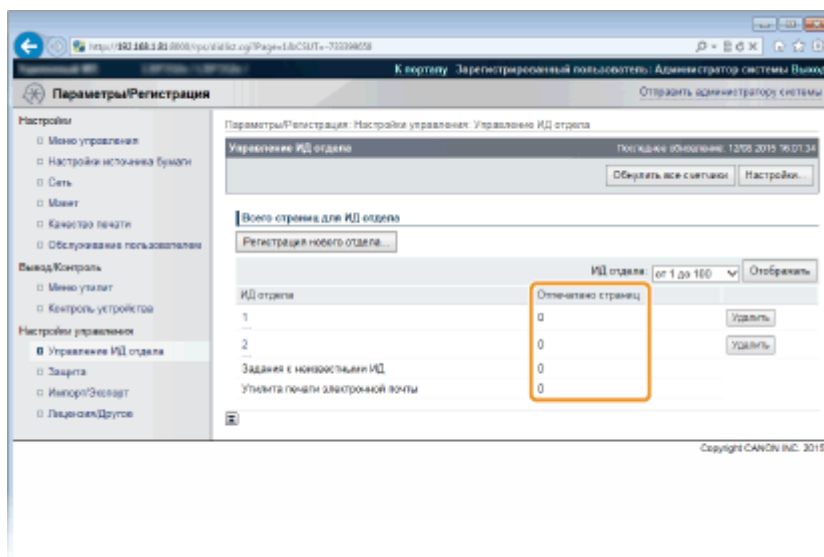 К порталу Зарегистрированный пользователь: Администратор системы Выход
Параметры/Регистрация
Отправить администратору системы
Настройки
Меню управления
Настройки источника бумаги
Сеть
Макет
Качество печати
Обслуживание пользователем
Вывод/Контроль
Меню утилит
Контроль устройства
Настройки управления
Управление ИД отдела
Защита
Импорт/Экспорт
Лицензия/Другое
Параметры/Регистрация: Настройки управления: Управление ИД отдела
Управление ИД отдела
Последнее обновление: 12/05 2015 16:01:34
Обнулить все счетчики
Настройки...
Всего страниц для ИД отдела
Регистрация нового отдела...
ИД отдела: от 1 до 100 Отображать
ИД отдела Отпечатано страниц
1 0 Удалить
2 0 Удалить
Задания с неизвестными ИД 0
Утилита печати электронной почты 0
Copyright CANON INC. 2015